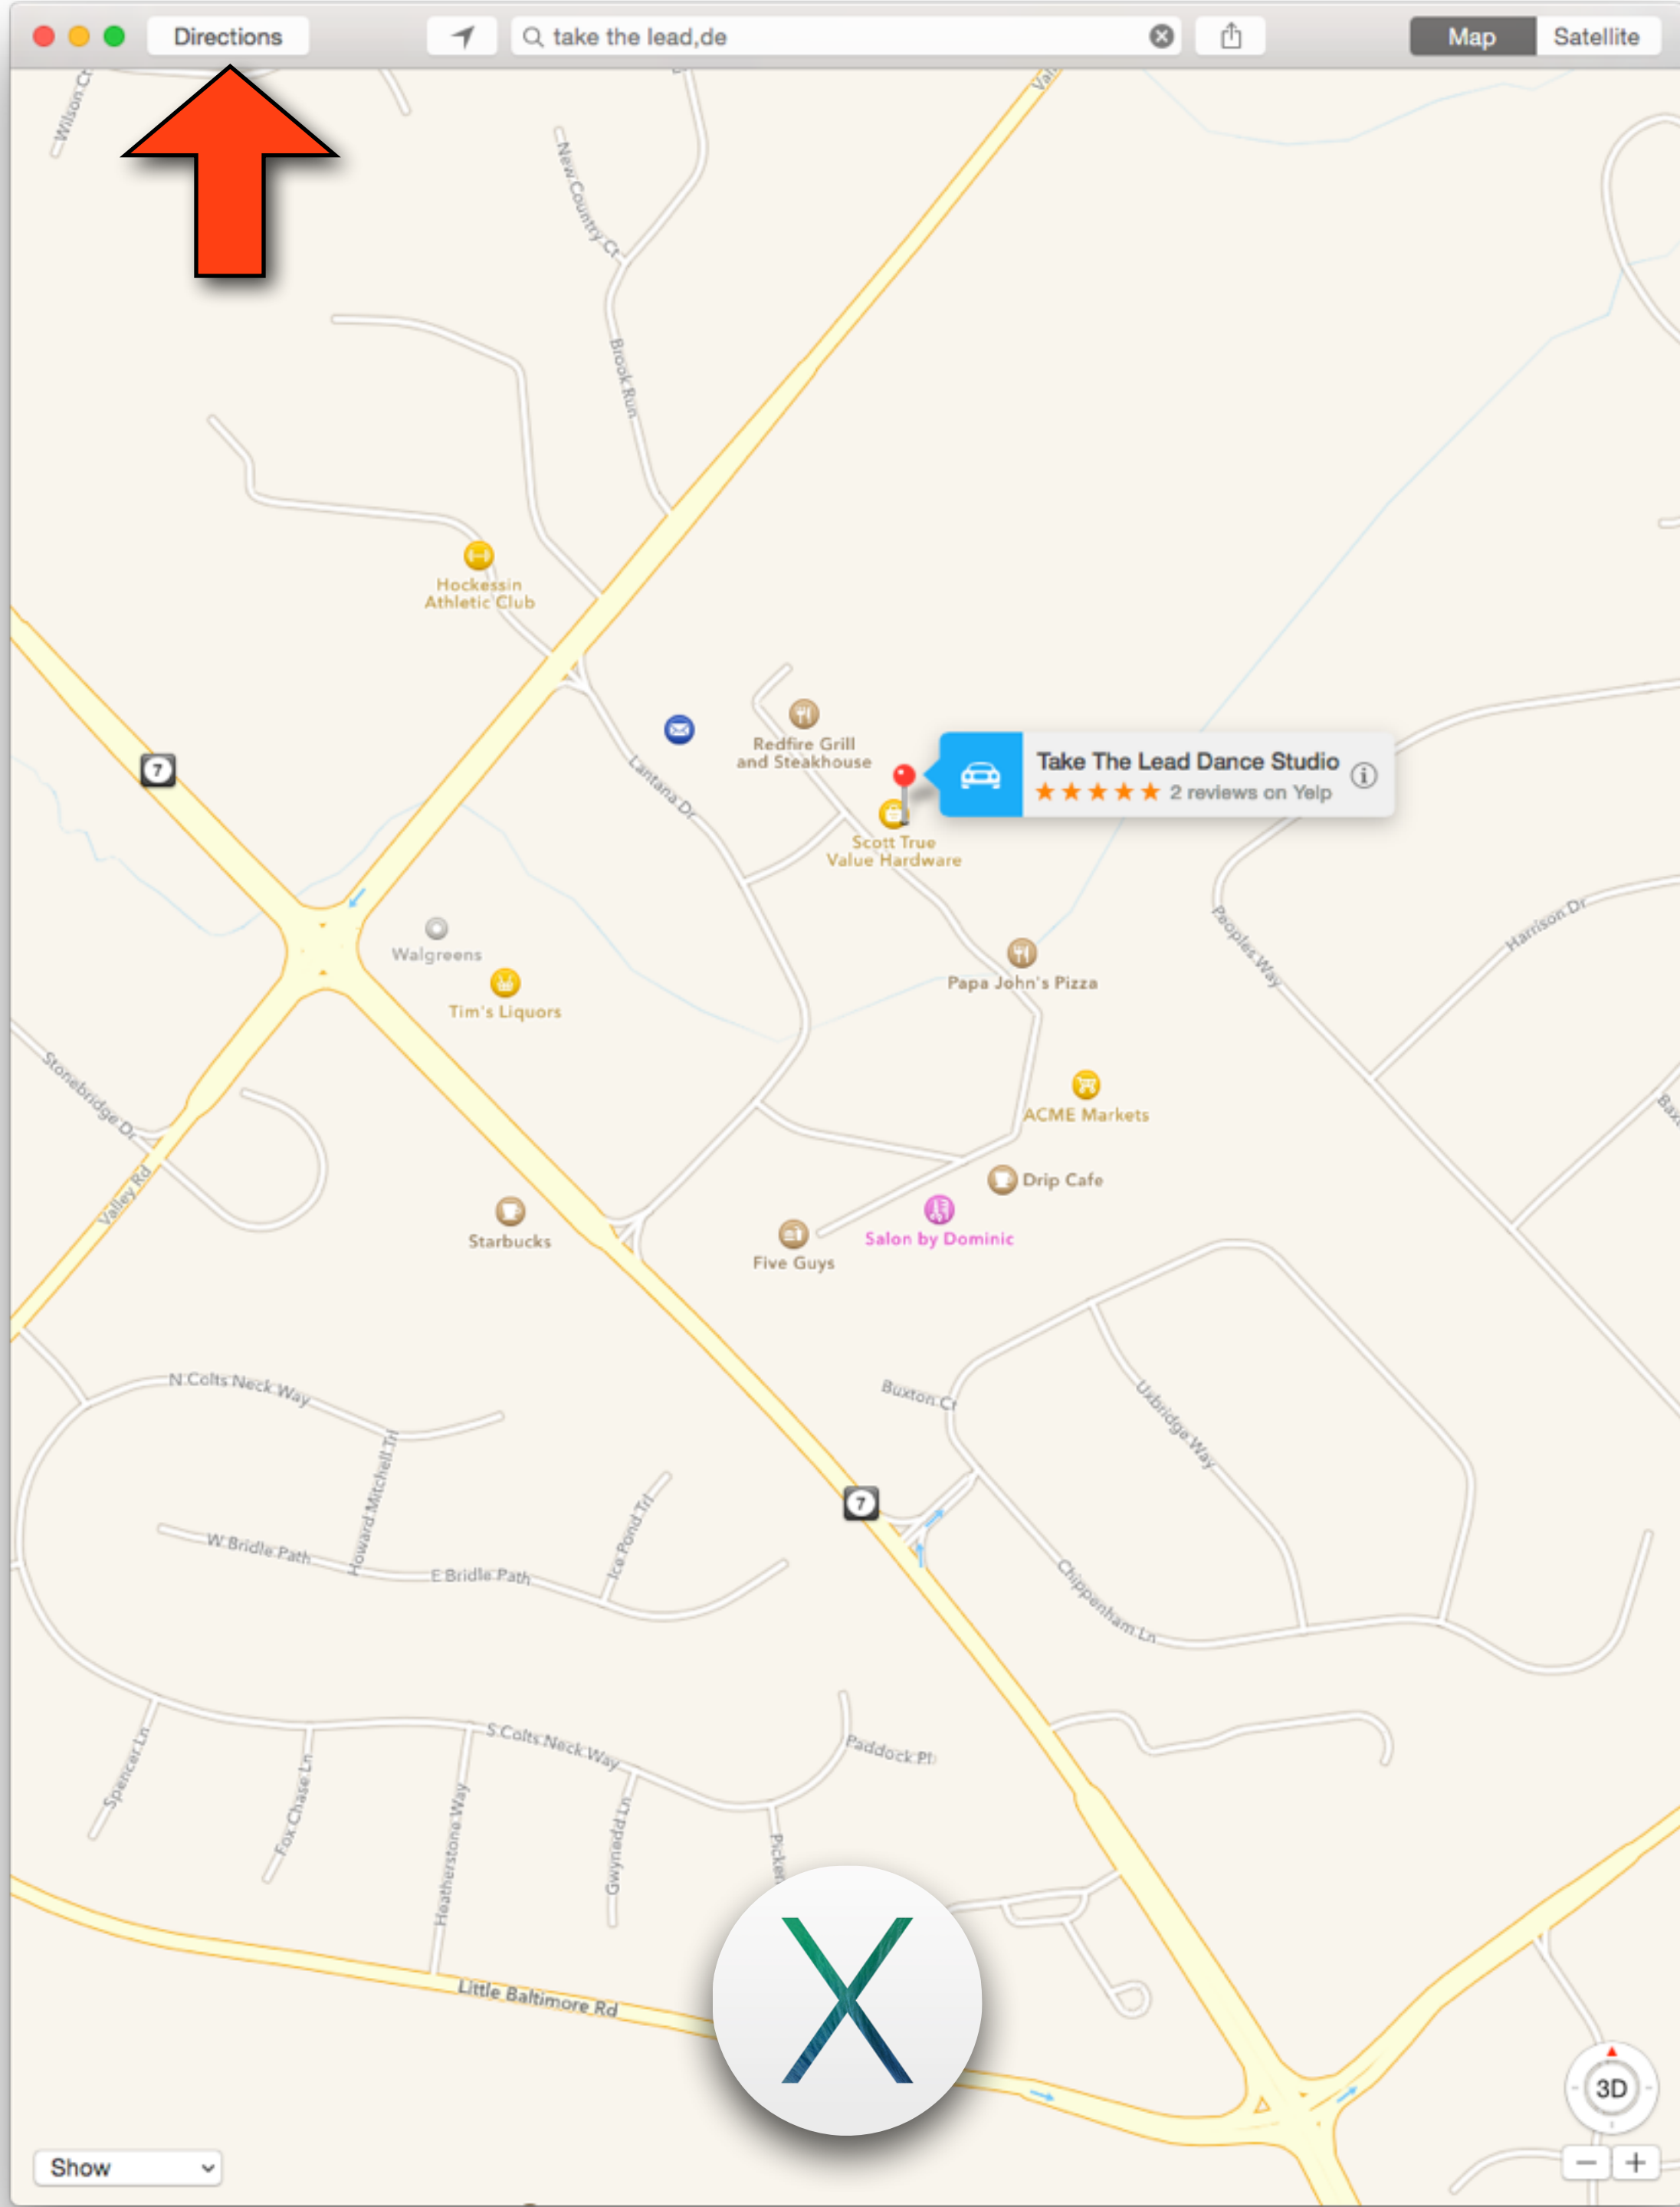 Directions
take the lead,de
Map
Satellite
Wilson Ct
New Country Ct
Brook Run
Hockessin
Athletic Club
Redfire Grill
and Steakhouse
Take The Lead Dance Studio
2 reviews on Yelp
7
Lantana Dr
Scott True
Value Hardware
Walgreens
Peoples Way
Harrison Dr
Papa John's Pizza
Tim's Liquors
Stonebridge Dr
ACME Markets
Valley Rd
Drip Cafe
Starbucks
Salon by Dominic
Five Guys
N Colts Neck Way
Buxton Ct
Uxbridge Way
Howard Mitchell Trl
7
Ice Pond Trl
W Bridle Path
E Bridle Path
Chippenham Ln
S Colts Neck Way
Paddock Pl
Spencer Ln
Fox Chase Ln
Heatherstone Way
Gwynedd Ln
Picker
Little Baltimore Rd
X
3D
Show